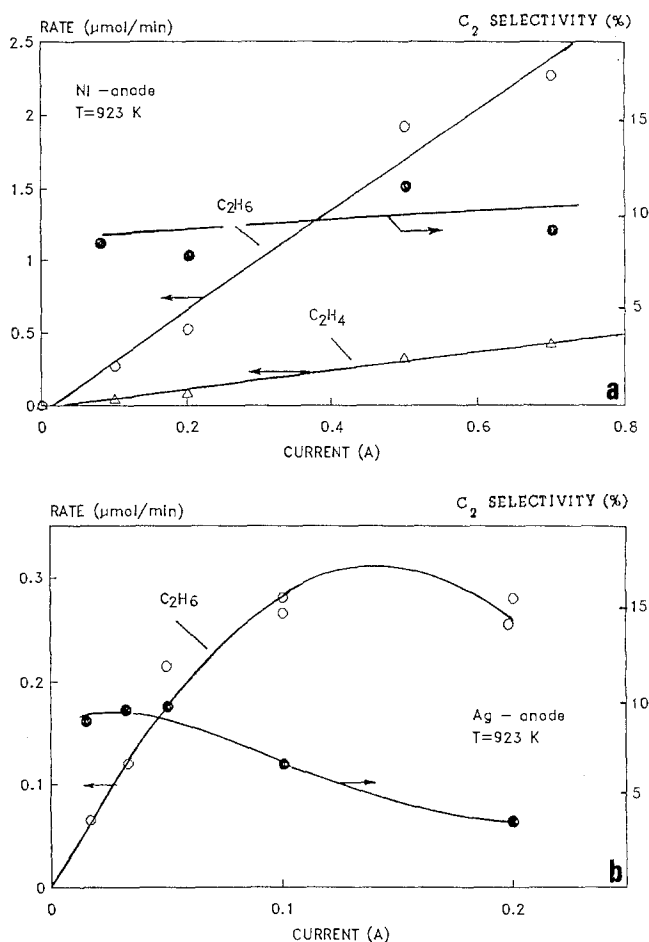 RATE (μmol/min)
C2 SELECTIVITY (%)
2.5
2
1.5
1
0.5
0
15
10
5
NI -anode
T=923 K
C2H6
C2H4
a
0
0.2
0.4
0.6
0.8
CURRENT (A)
RATE (μmol/min)
C2 SELECTIVITY (%)
0.3
0.2
0.1
0
15
10
5
C2H6
Ag - anode
T=923 K
b
0
0.1
0.2
CURRENT (A)